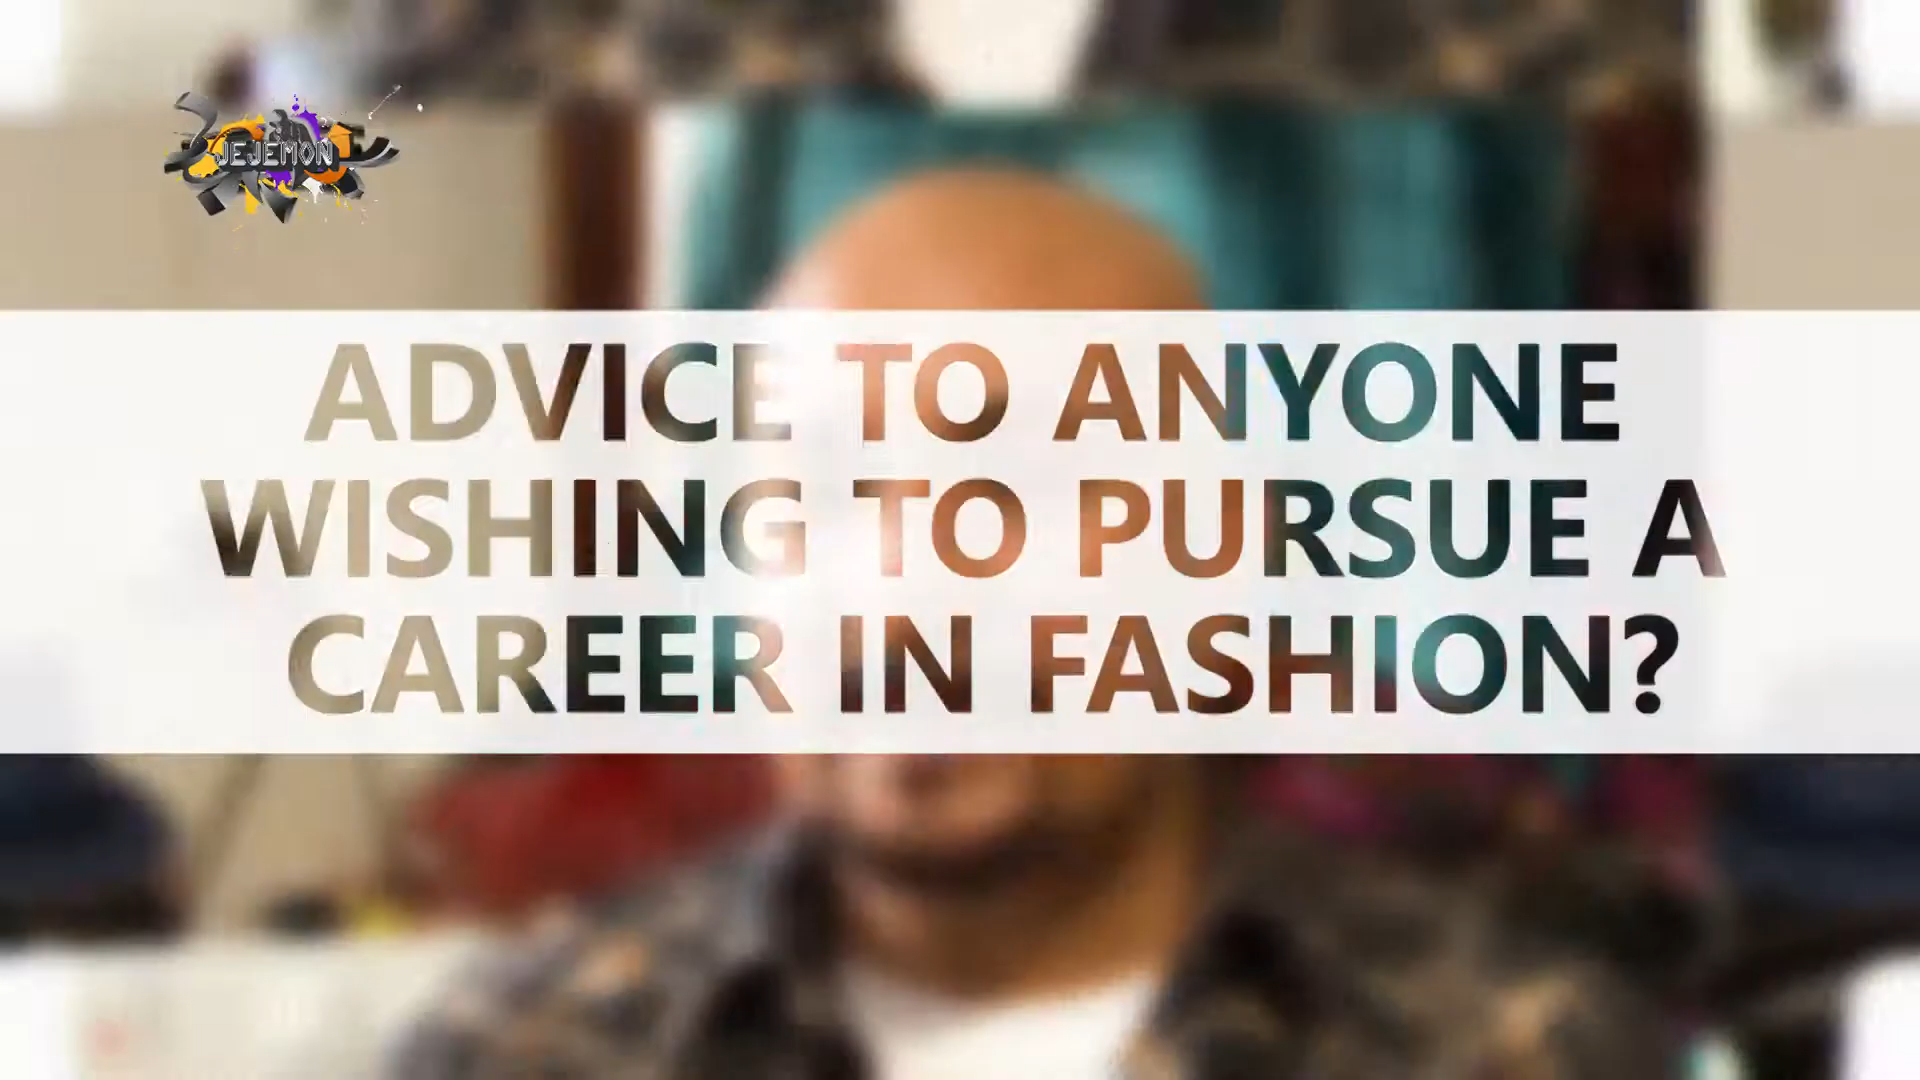 JEJEMON
ADVICE TO ANYONE
WISHING TO PURSUE A
CAREER IN FASHION?